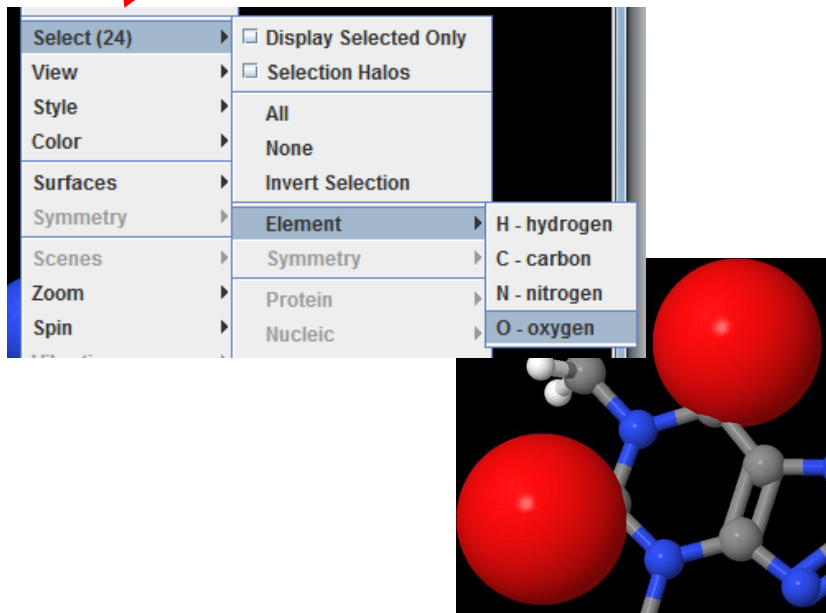 Select (24)
View
Style
Color
Surfaces
Symmetry
Scenes
Zoom
Spin
Display Selected Only
Selection Halos
All
None
Invert Selection
Element
Symmetry
Protein
Nucleic
H - hydrogen
C - carbon
N - nitrogen
O - oxygen